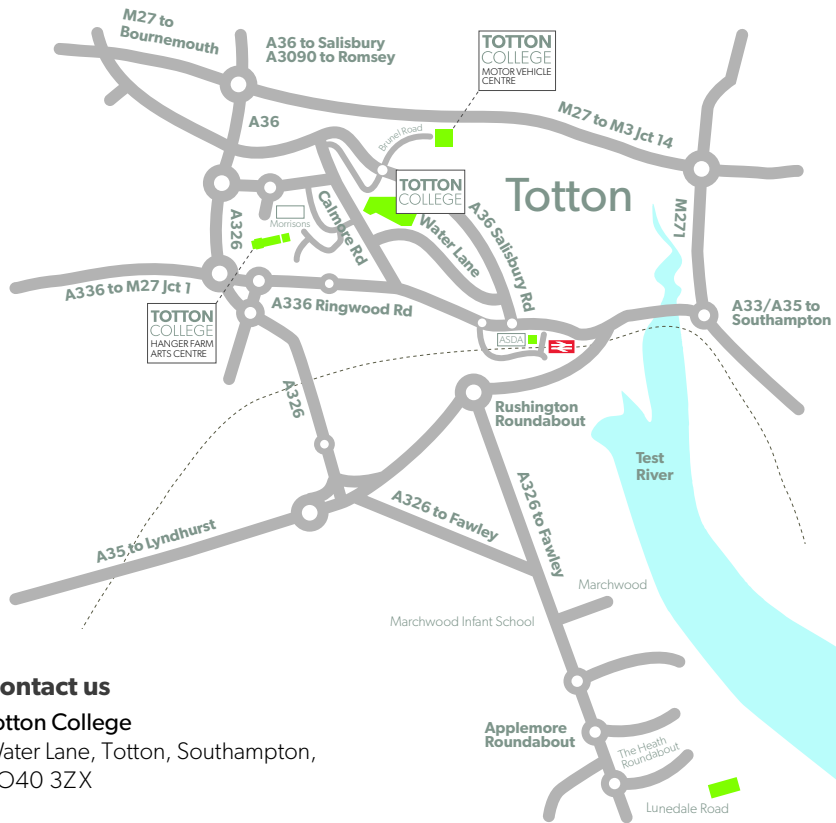 M27 to
Bournemouth
A36 to Salisbury
A3090 to Romsey
TOTTON
COLLEGE
MOTOR VEHICLE
CENTRE
A36
Brunel Road
M27 to M3 Jct 14
TOTTON
COLLEGE
Totton
A326
Morrisons
Calmore Rd
Water Lane
A36 Salisbury Rd
M271
A336 to M27 Jct 1
A336 Ringwood Rd
TOTTON
COLLEGE
HANGER FARM
ARTS CENTRE
A33/A35 to
Southampton
ASDA
A326
Rushington
Roundabout
Test
River
A326 to Fawley
A326 to Fawley
A35 to Lyndhurst
Marchwood
Marchwood Infant School
ontact us
otton College
ater Lane, Totton, Southampton,
O40 3ZX
Applemore
Roundabout
The Heath
Roundabout
Lunedale Road